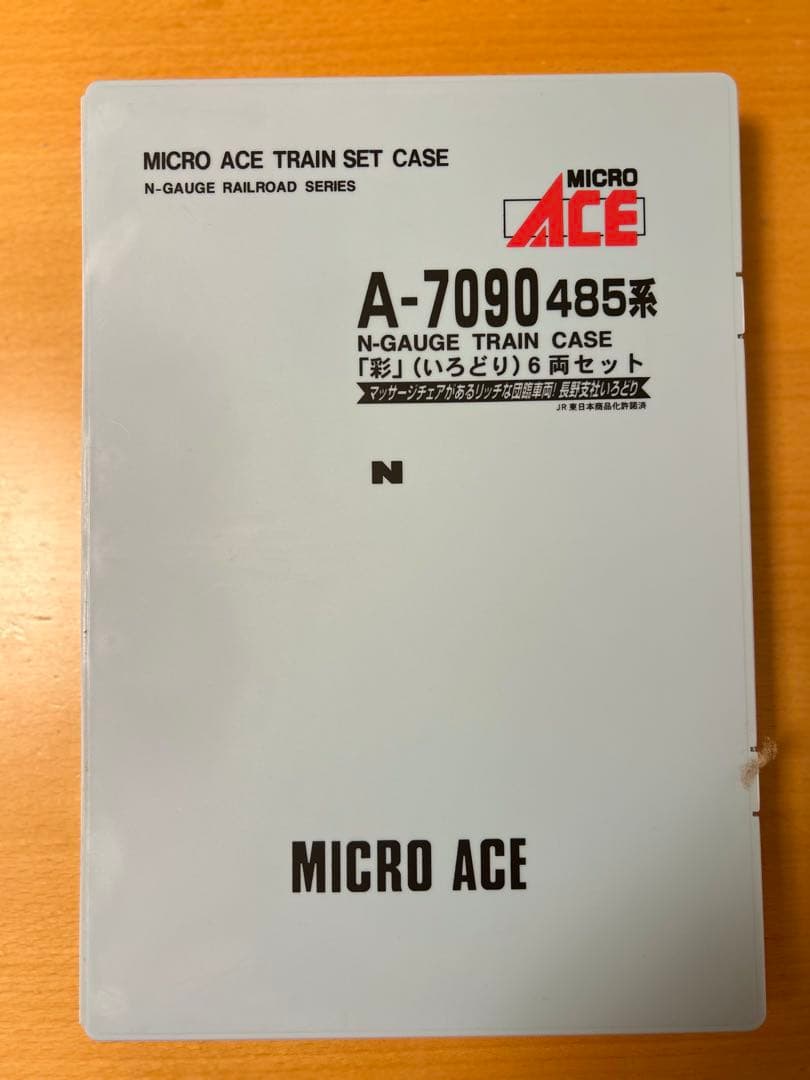 MICRO ACE TRAIN SET CASE
N-GAUGE RAILROAD SERIES
MICRO
ACE
A-7090 485系
N-GAUGE TRAIN CASE
「彩」(いろどり)6両セット
マッサージチェアがあるリッチな団臨車両!長野支社いろどり
JR東日本商品化許諾済
N
MICRO ACE